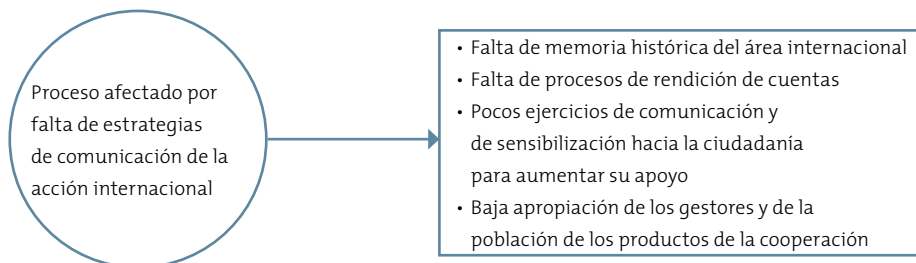 Proceso afectado por
falta de estrategias
de comunicación de la
acción internacional
• Falta de memoria histórica del área internacional
• Falta de procesos de rendición de cuentas
• Pocos ejercicios de comunicación y
de sensibilización hacia la ciudadanía
para aumentar su apoyo
• Baja apropiación de los gestores y de la
población de los productos de la cooperación